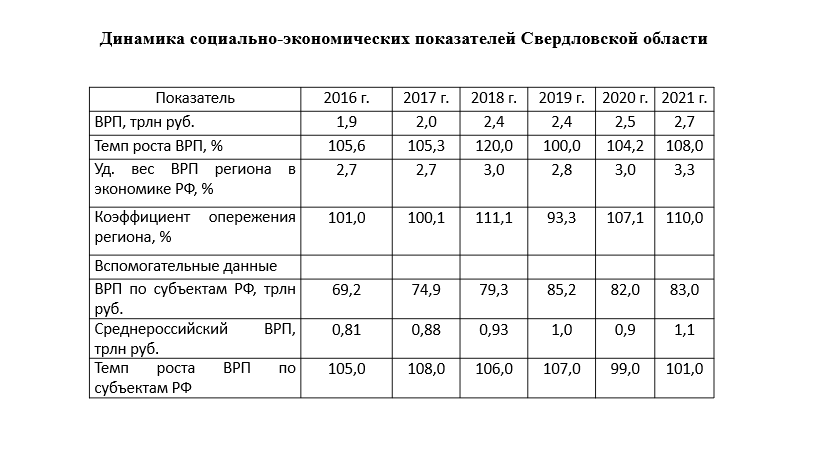 Динамика социально-экономических показателей Свердловской области
Показатель 2016 г. 2017 г. 2018 г. 2019 г. 2020 г. 2021 г.
ВРП, трлн руб. 1,9 2,0 2,4 2,4 2,5 2,7
Темп роста ВРП, % 105,6 105,3 120,0 100,0 104,2 108,0
Уд. вес ВРП региона в 2,7 2,7 3,0 2,8 3,0 3,3
экономике РФ, %
Коэффициент опережения 101,0 100,1 111,1 93,3 107,1 110,0
региона, %
Вспомогательные данные
ВРП по субъектам РФ, трлн 69,2 74,9 79,3 85,2 82,0 83,0
руб.
Среднероссийский ВРП, 0,81 0,88 0,93 1,0 0,9 1,1
трлн руб.
Темп роста ВРП по 105,0 108,0 106,0 107,0 99,0 101,0
субъектам РФ